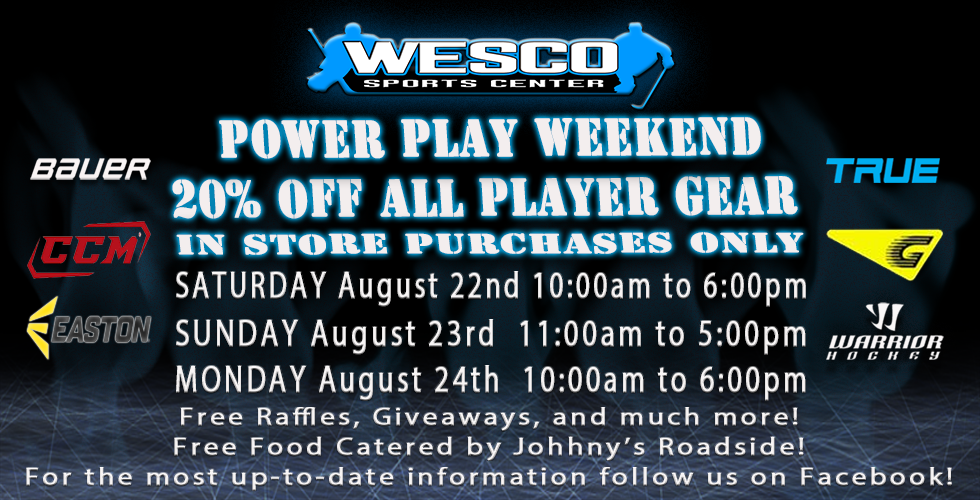 WESCO
SPORTS CENTER
POWER PLAY WEEKEND
BAUER
TRUE
20% OFF ALL PLAYER GEAR
IN STORE PURCHASES ONLY
CCM
G
SATURDAY August 22nd 10:00am to 6:00pm
EASTON
SUNDAY August 23rd 11:00am to 5:00pm
WARRIOR
HOCKEY
MONDAY August 24th 10:00am to 6:00pm
Free Raffles, Giveaways, and much more!
Free Food Catered by Johhny's Roadside!
For the most up-to-date information follow us on Facebook!